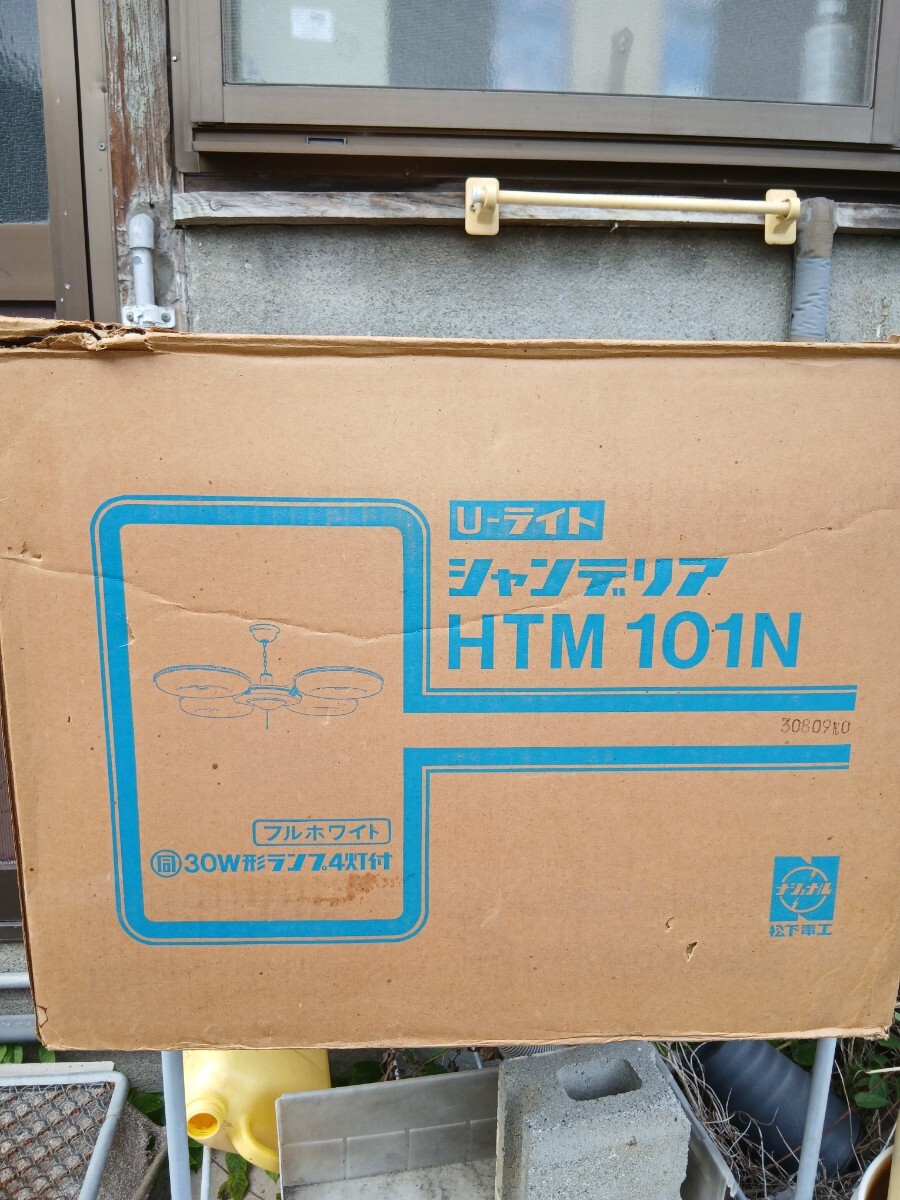 U-ライト
シャンデリア
HTM 101N
フルホワイト
同30W形ランプ4灯付
ナショナル
松下電工